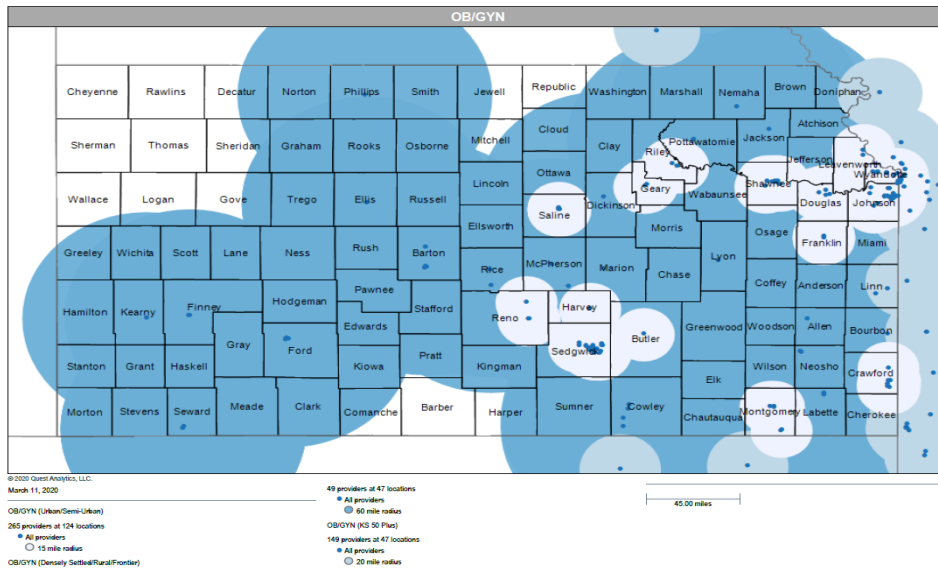 OB/GYN
Cheyenne Rawlins Decatur Norton Phillips Smith Jewell Republic Washington Marshall Nemaha Brown Doniphan
Sherman Thomas Sheridan Graham Rooks Osborne Mitchell Cloud Clay Riley Pottawatomie Jackson Atchison
Jefferson Leavenworth
Wyandotte
Wallace Logan Gove Trego Ellis Russell Lincoln Ottawa Saline Dickinson Geary Wabaunsee Shawnee Douglas Johnson
Ellsworth Morris Osage Franklin Miami
Greeley Wichita Scott Lane Ness Rush Barton Rice McPherson Marion Chase Lyon
Coffey Anderson Linn
Hamilton Kearny Finney Hodgeman Pawnee Stafford Reno Harvey
Gray Ford Edwards Sedgwick Butler Greenwood Woodson Allen Bourbon
Stanton Grant Haskell Kiowa Pratt Kingman Elk Wilson Neosho Crawford
Morton Stevens Seward Meade Clark Comanche Barber Harper Sumner Cowley Chautauqua Montgomery Labette Cherokee
© 2020 Quest Analytics, LLC.
March 11, 2020
OB/GYN (Urban/Semi-Urban)
265 providers at 124 locations
All providers
15 mile radius
OB/GYN (Densely Settled/Rural/Frontier)
49 providers at 47 locations
All providers
60 mile radius
OB/GYN (KS 50 Plus)
149 providers at 47 locations
All providers
20 mile radius
45.00 miles